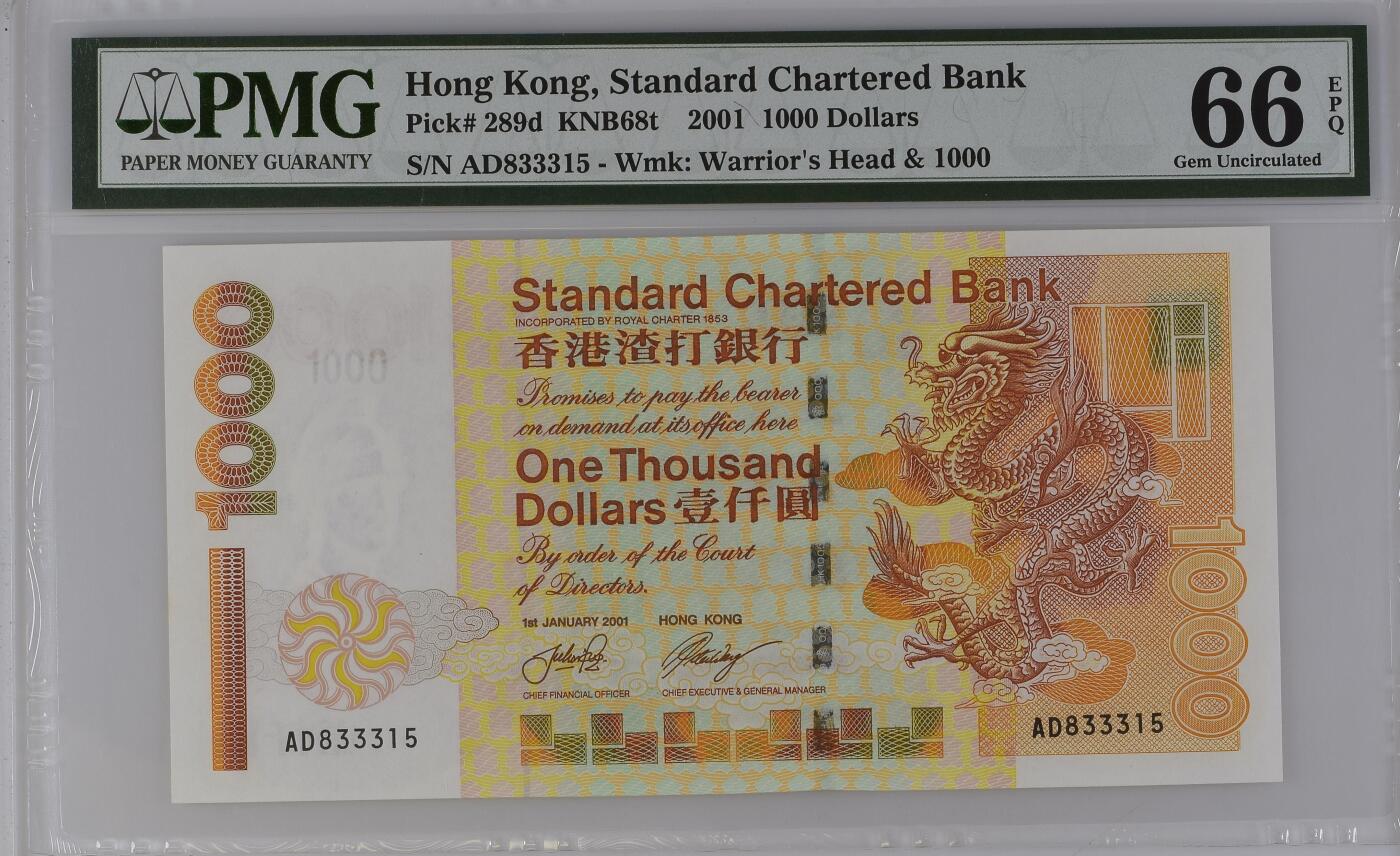 PMG
PAPER MONEY GUARANTY
Hong Kong, Standard Chartered Bank
Pick# 289d KNB68t 2001 1000 Dollars
S/N AD833315 - Wmk: Warrior's Head & 1000
66
EPQ
Gem Uncirculated
1000
1000
Standard Chartered Bank
INCORPORATED BY ROYAL CHARTER 1853
香港渣打銀行
Promises to pay the bearer
on demand at its office here
One Thousand
Dollars 壹仟圓
By order of the Court
of Directors.
1st JANUARY 2001 HONG KONG
CHIEF FINANCIAL OFFICER CHIEF EXECUTIVE & GENERAL MANAGER
AD833315
AD833315
1000